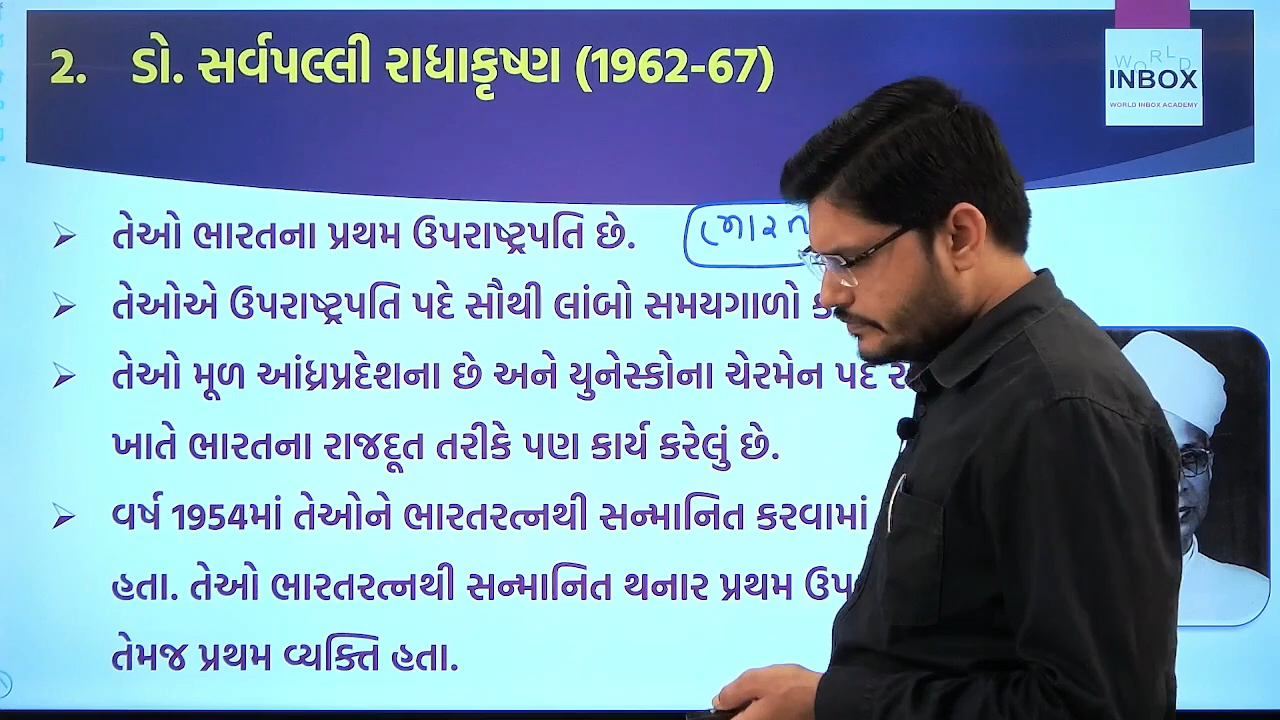 2. ડો. સર્વપલ્લી રાધાકૃષ્ણ (1962-67)
WORLD
INBOX
WORLD INBOX ACADEMY
તેઓ ભારતના પ્રથમ ઉપરાષ્ટ્રપતિ છે.
તેઓએ ઉપરાષ્ટ્રપતિ પદે સૌથી લાંબો સમયગાળો
તેઓ મૂળ આંધ્રપ્રદેશના છે અને યુનેસ્કોના ચેરમેન પદે
ખાતે ભારતના રાજદૂત તરીકે પણ કાર્ય કરેલું છે.
વર્ષ 1954માં તેઓને ભારતરત્નથી સન્માનિત કરવામાં
હતા. તેઓ ભારતરત્નથી સન્માનિત થનાર પ્રથમ
તેમજ પ્રથમ વ્યક્તિ હતા.